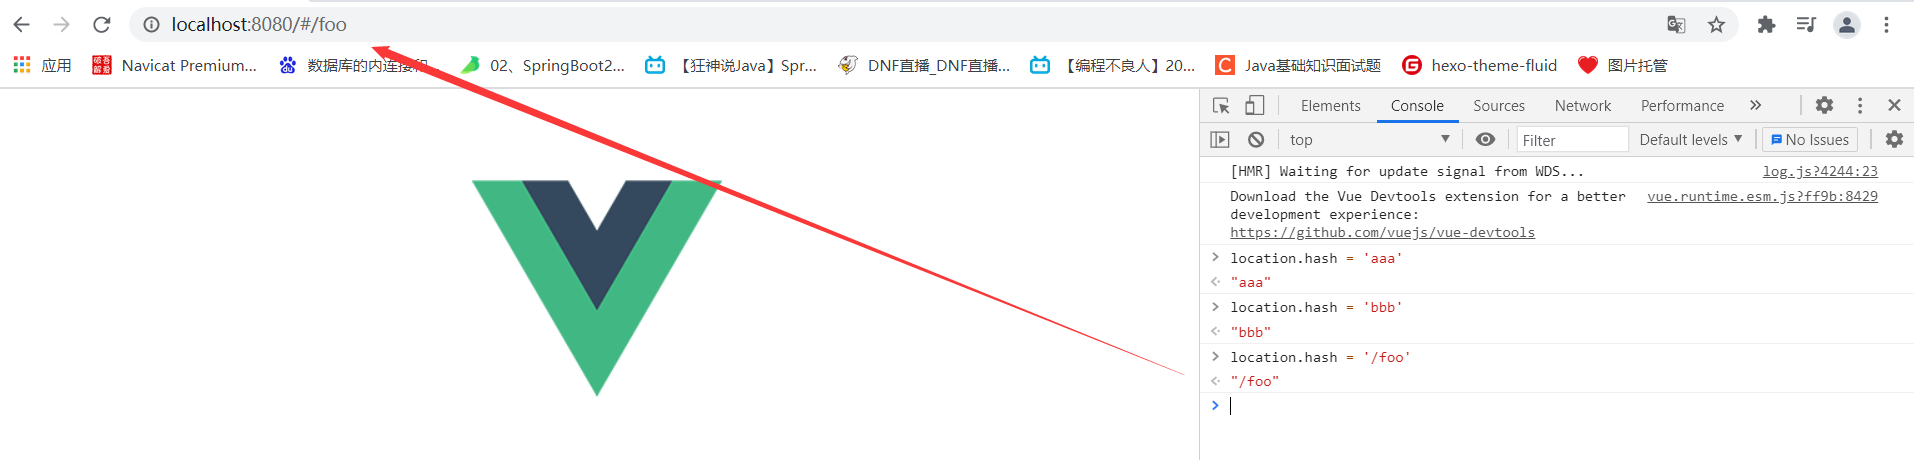 localhost:8080/#/foo
应用 Navicat Premium... 数据库的内连接和... 02、SpringBoot2... 【狂神说Java】Spr... DNF直播_DNF直播... 【编程不良人】20... Java基础知识面试题 hexo-theme-fluid 图片托管
Elements Console Sources Network Performance »
top Filter Default levels No Issues
[HMR] Waiting for update signal from WDS... log.js?4244:23
Download the Vue Devtools extension for a better vue.runtime.esm.js?ff9b:8429
development experience:
https://github.com/vuejs/vue-devtools
> location.hash = 'aaa'
"aaa"
> location.hash = 'bbb'
"bbb"
> location.hash = '/foo'
"/foo"
>